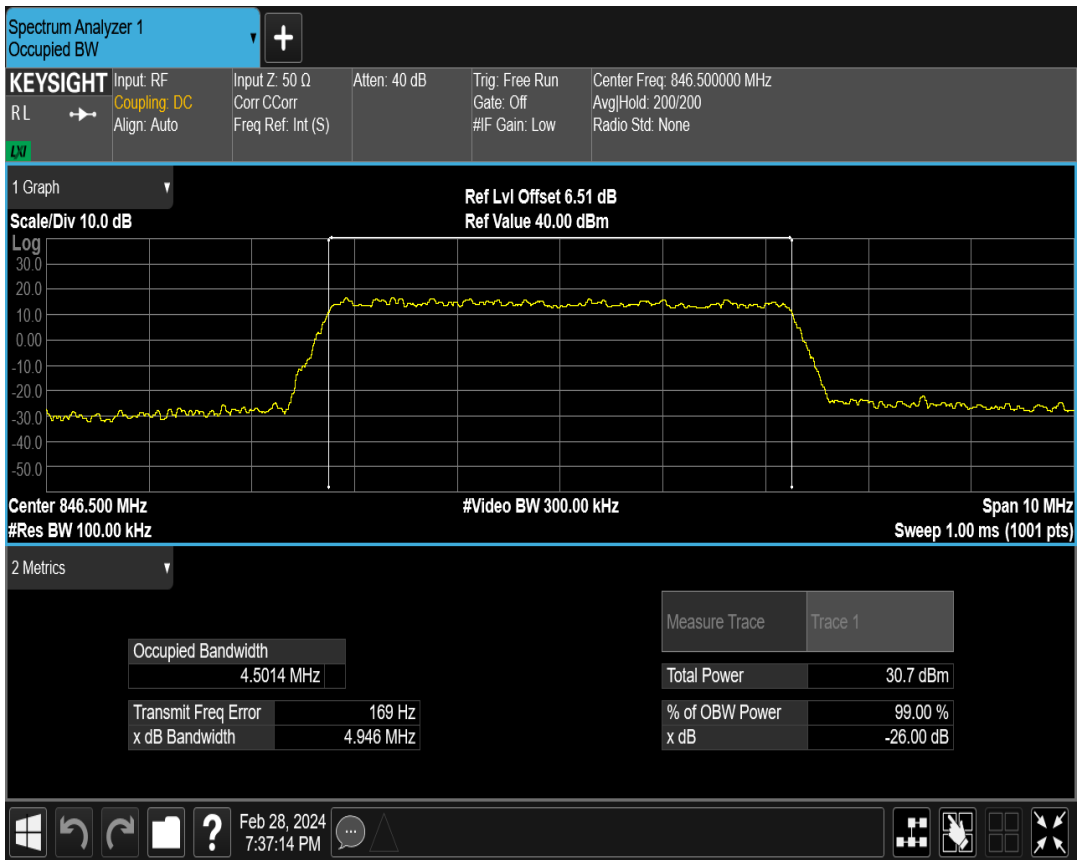 Spectrum Analyzer 1
Occupied BW
KEYSIGHT
R L
LXI
Input: RF
Coupling: DC
Align: Auto
Input Z: 50 Ω
Corr CCorr
Freq Ref: Int (S)
Atten: 40 dB
Trig: Free Run
Gate: Off
#IF Gain: Low
Center Freq: 846.500000 MHz
Avg|Hold: 200/200
Radio Std: None
1 Graph
Scale/Div 10.0 dB
Ref Lvl Offset 6.51 dB
Ref Value 40.00 dBm
Log
30.0
20.0
10.0
0.00
-10.0
-20.0
-30.0
-40.0
-50.0
Center 846.500 MHz
#Video BW 300.00 kHz
Span 10 MHz
#Res BW 100.00 kHz
Sweep 1.00 ms (1001 pts)
2 Metrics
Measure Trace Trace 1
Occupied Bandwidth
4.5014 MHz
Total Power 30.7 dBm
Transmit Freq Error 169 Hz
% of OBW Power 99.00 %
x dB Bandwidth 4.946 MHz
x dB -26.00 dB
?
Feb 28, 2024
7:37:14 PM